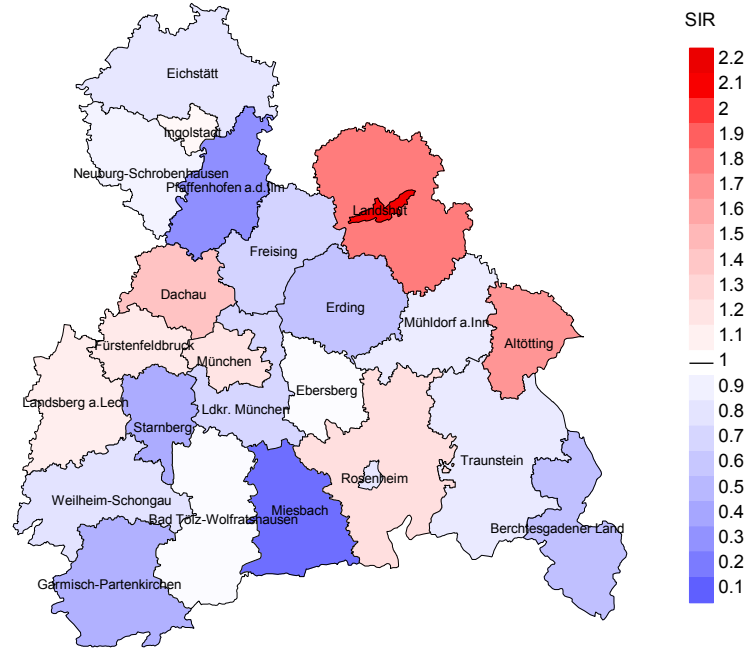 SIR
Eichstätt
Ingolstadt
Neuburg-Schrobenhausen
Pfaffenhofen a.d.Ilm
Landshut
Freising
Dachau
Erding
Mühldorf a.Inn
Altötting
Fürstenfeldbruck
München
Ebersberg
Landsberg a.Lech
Ldkr. München
Starnberg
Traunstein
Rosenheim
Weilheim-Schongau
Miesbach
Bad Tölz-Wolfratshausen
Berchtesgadener Land
Garmisch-Partenkirchen
2.2
2.1
2
1.9
1.8
1.7
1.6
1.5
1.4
1.3
1.2
1.1
1
0.9
0.8
0.7
0.6
0.5
0.4
0.3
0.2
0.1